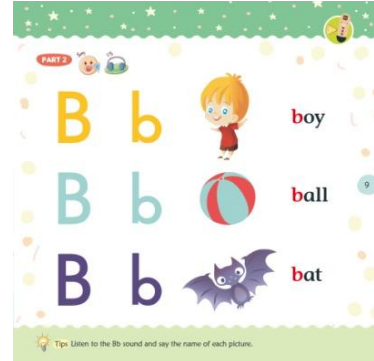 PART 2
B b boy
B b ball
9
B b bat
Tips Listen to the Bb sound and say the name of each picture.